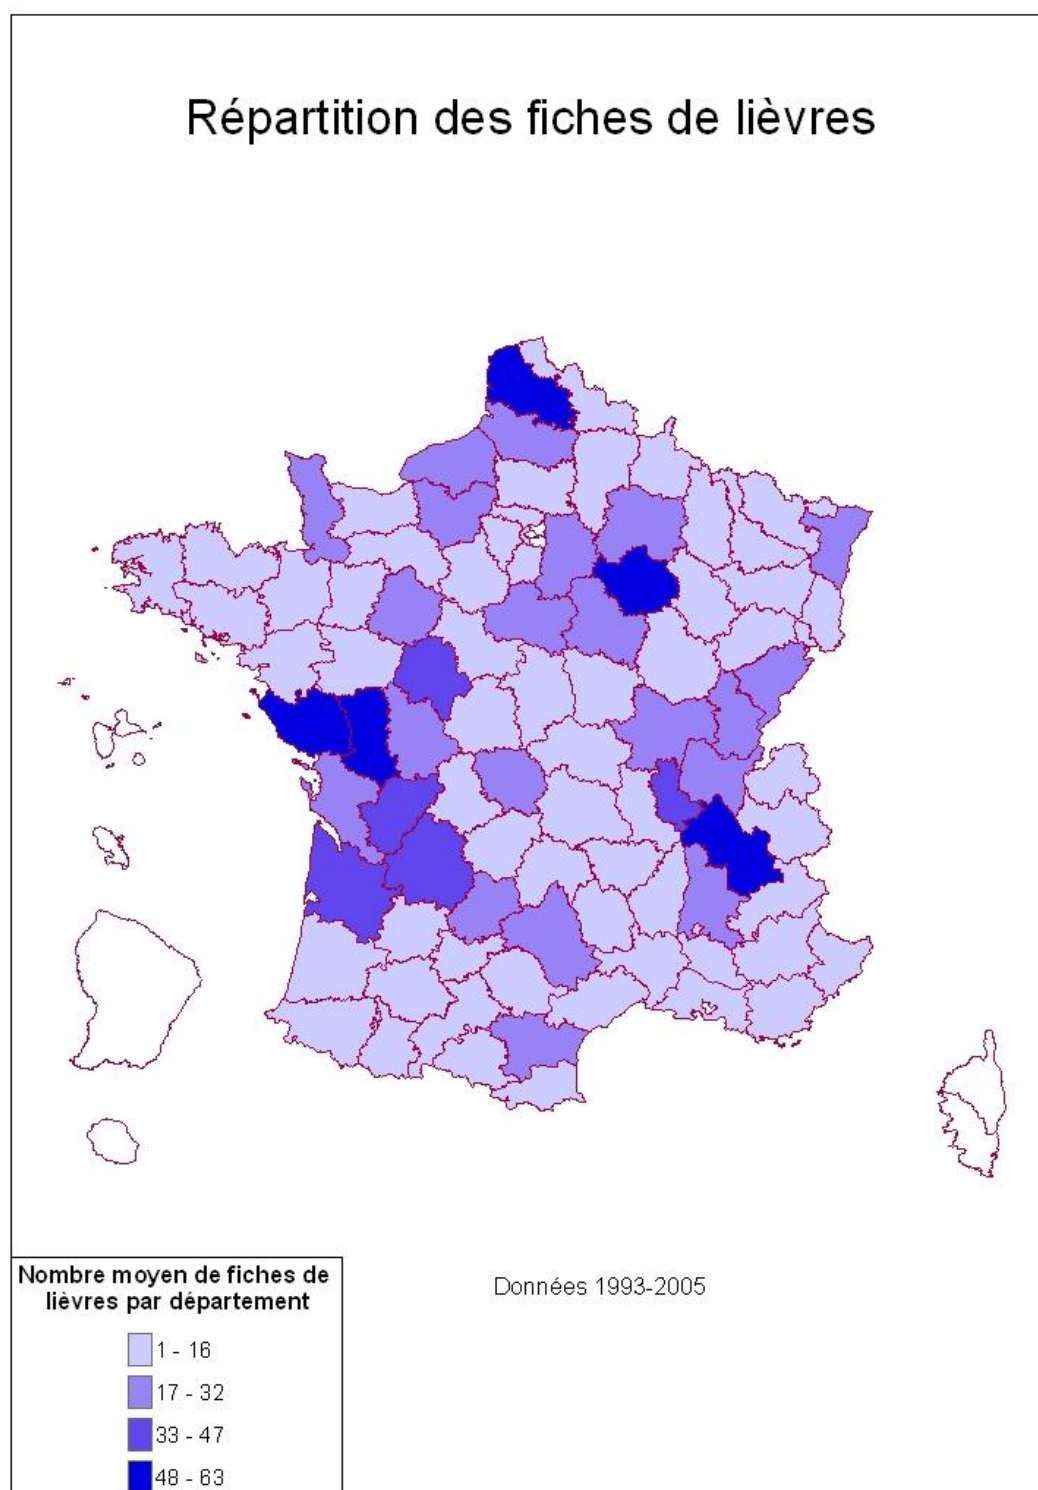 Répartition des fiches de lièvres
Nombre moyen de fiches de
lièvres par département
1 - 16
17 - 32
33 - 47
48 - 63
Données 1993-2005